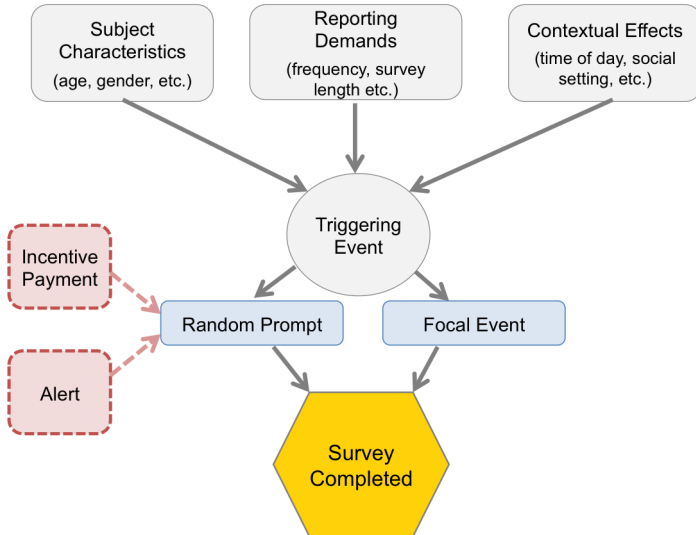 Subject
Characteristics
(age, gender, etc.)
Reporting
Demands
(frequency, survey
length etc.)
Contextual Effects
(time of day, social
setting, etc.)
Triggering
Event
Incentive
Payment
Random Prompt
Focal Event
Alert
Survey
Completed